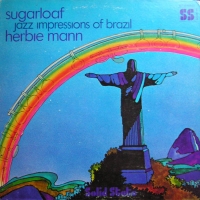 sugarloaf
SS
jazz impressions of brazil
herbie mann
Solid State